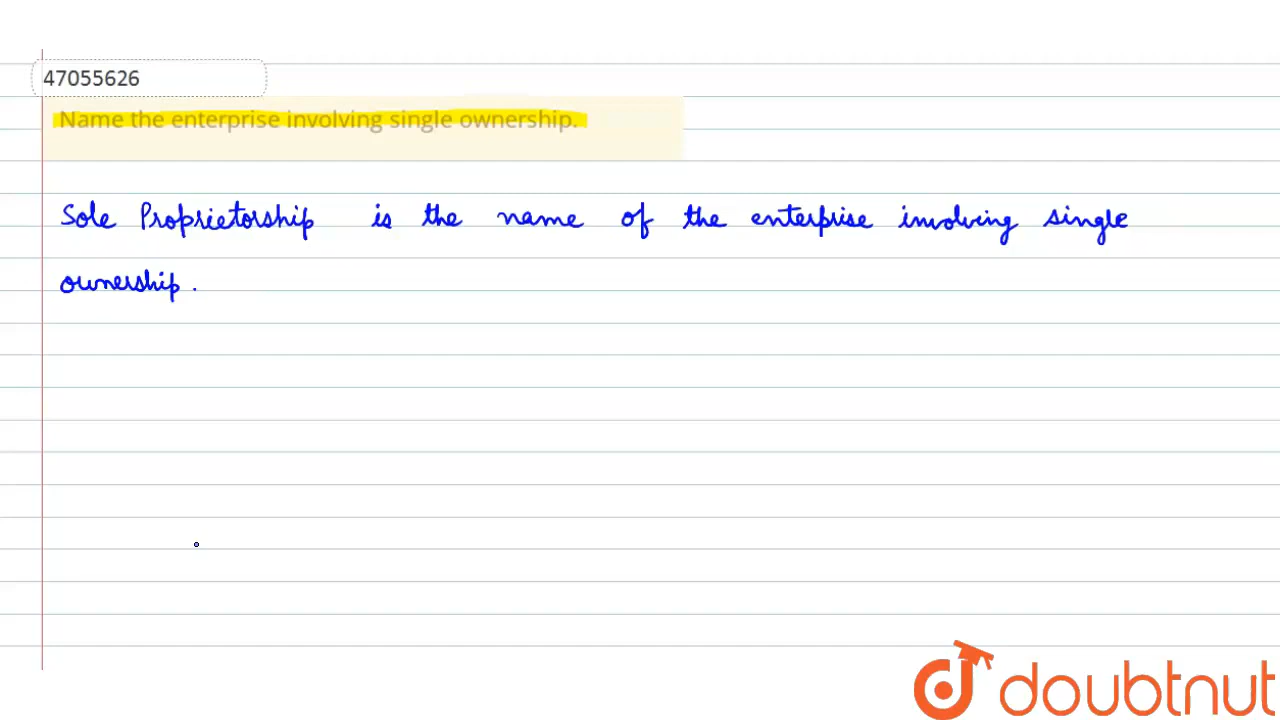 47055626
Name the enterprise involving single ownership.
Sole Proprietorship is the name of the enterprise involving single
ownership.
doubtnut